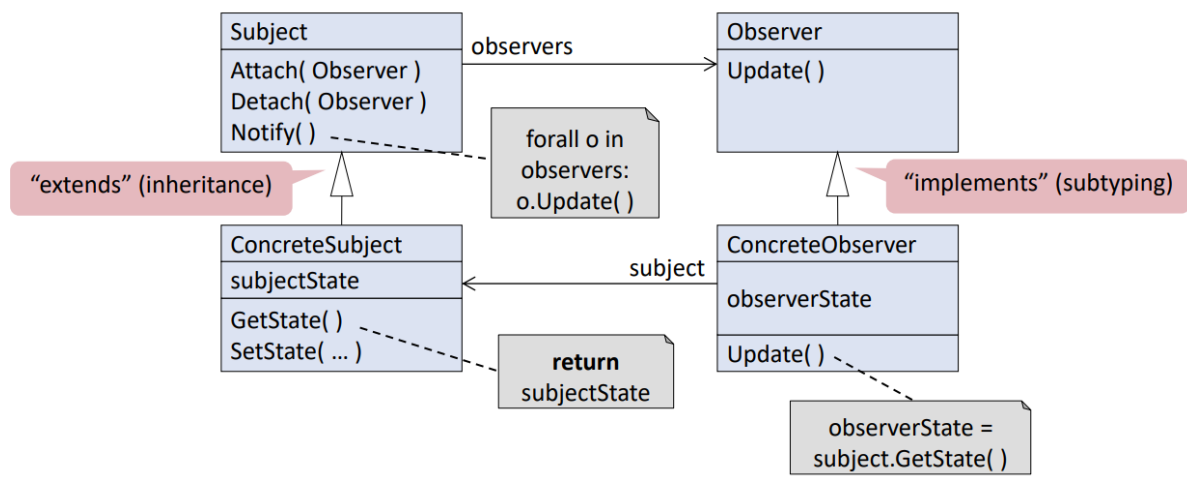 Subject
Attach( Observer )
Detach( Observer )
Notify( )
observers
Observer
Update( )
forall o in
observers:
o.Update( )
“extends” (inheritance)
“implements” (subtyping)
ConcreteSubject
subjectState
GetState( )
SetState( ... )
subject
ConcreteObserver
observerState
Update( )
return
subjectState
observerState =
subject.GetState( )